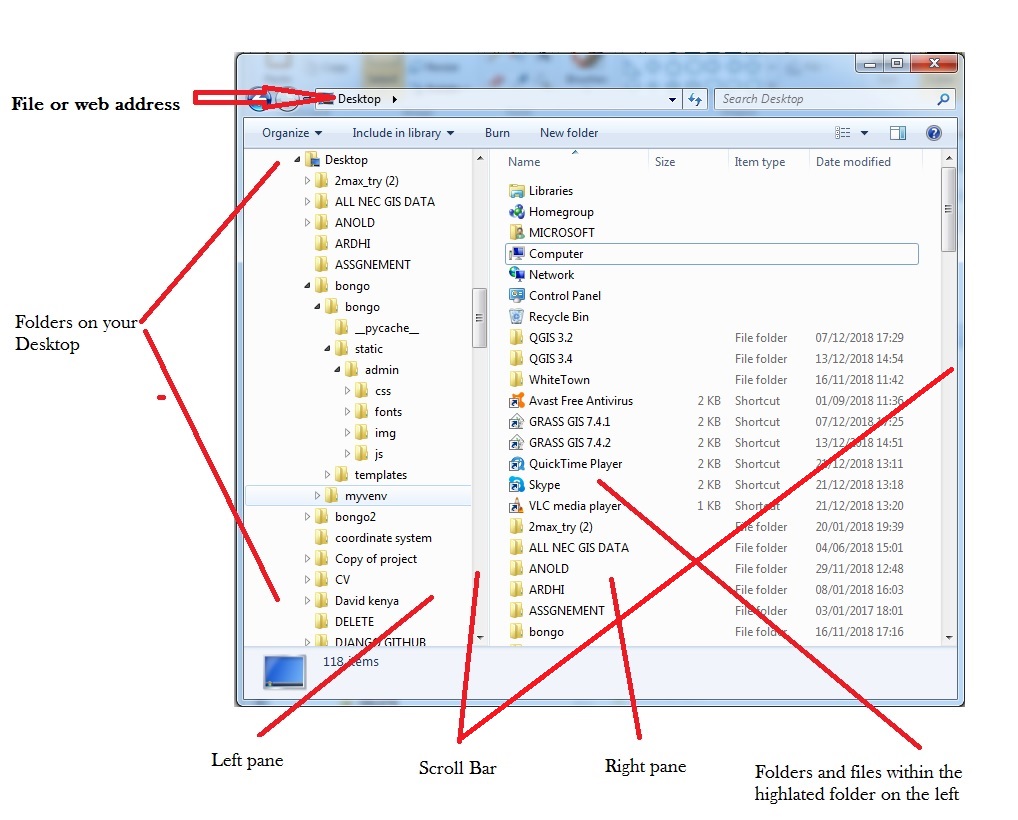 File or web address
Desktop
Search Desktop
Organize Include in library Burn New folder
Desktop
2max_try (2)
ALL NEC GIS DATA
ANOLD
ARDHI
ASSGNEMENT
bongo
bongo
__pycache__
static
admin
css
fonts
img
js
templates
myvenv
bongo2
coordinate system
Copy of project
CV
David kenya
DELETE
DJANGO GITHUB
Name Size Item type Date modified
Libraries
Homegroup
MICROSOFT
Computer
Network
Control Panel
Recycle Bin
QGIS 3.2 File folder 07/12/2018 17:29
QGIS 3.4 File folder 13/12/2018 14:54
WhiteTown File folder 16/11/2018 11:42
Avast Free Antivirus 2 KB Shortcut 01/09/2018 11:36
GRASS GIS 7.4.1 2 KB Shortcut 07/12/2018 17:25
GRASS GIS 7.4.2 2 KB Shortcut 13/12/2018 14:51
QuickTime Player 2 KB Shortcut 21/12/2018 13:11
Skype 2 KB Shortcut 21/12/2018 13:18
VLC media player 1 KB Shortcut 21/12/2018 13:20
2max_try (2) File folder 20/01/2018 19:39
ALL NEC GIS DATA File folder 04/06/2018 15:01
ANOLD File folder 29/11/2018 12:48
ARDHI File folder 08/01/2018 16:03
ASSGNEMENT File folder 03/01/2017 18:01
bongo File folder 16/11/2018 17:16
118 items
Folders on your
Desktop
Left pane
Scroll Bar
Right pane
Folders and files within the
highlated folder on the left